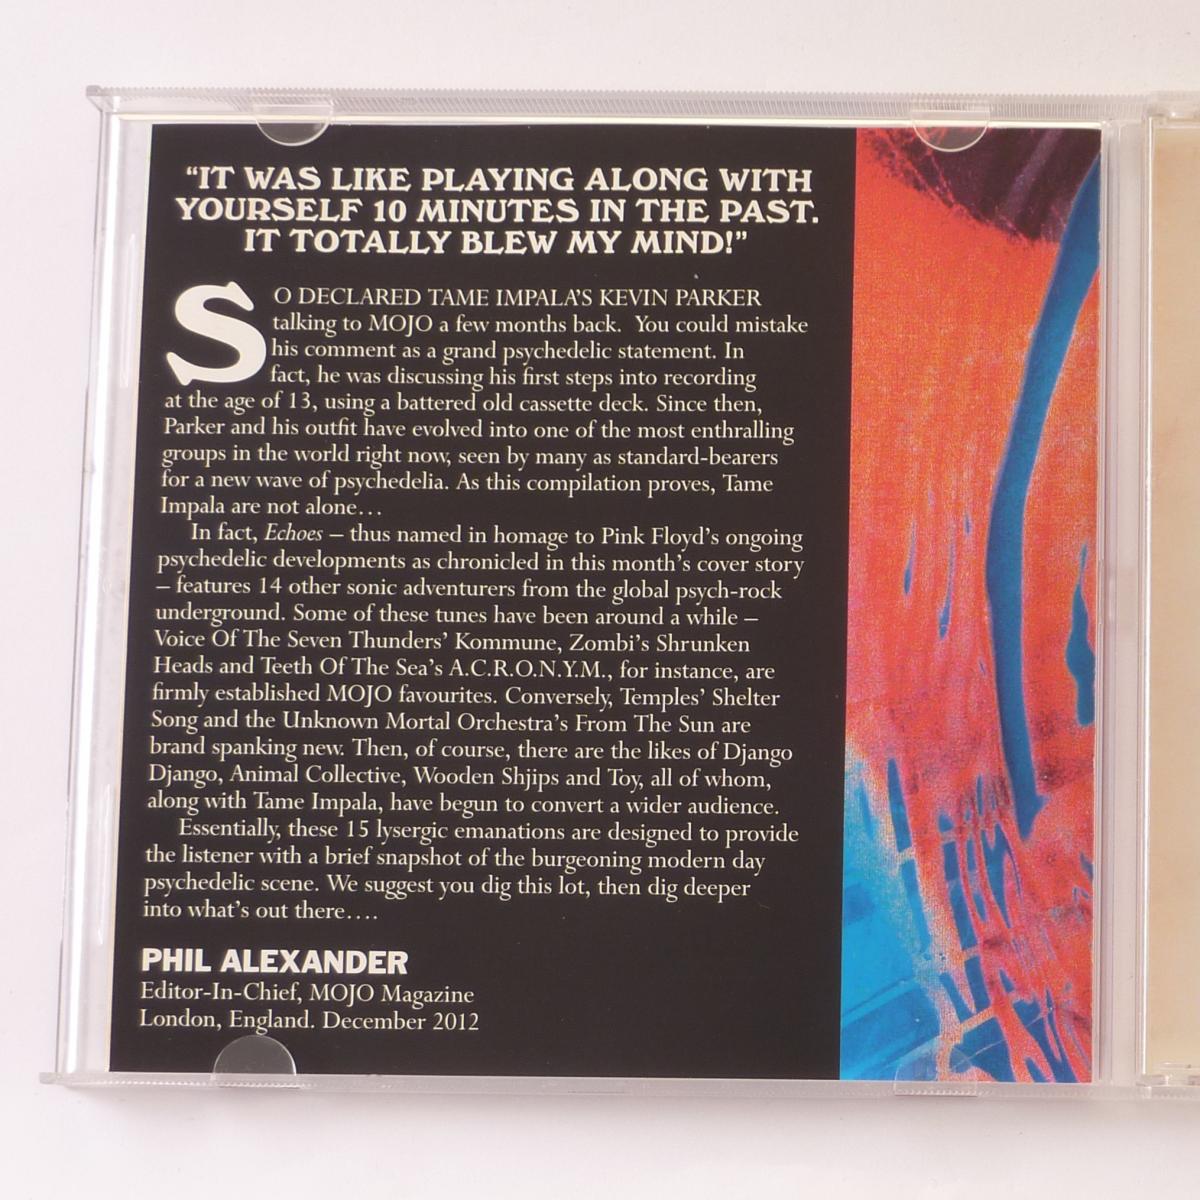 “IT WAS LIKE PLAYING ALONG WITH
YOURSELF 10 MINUTES IN THE PAST.
IT TOTALLY BLEW MY MIND!”
SO DECLARED TAME IMPALA’S KEVIN PARKER
talking to MOJO a few months back. You could mistake
his comment as a grand psychedelic statement. In
fact, he was discussing his first steps into recording
at the age of 13, using a battered old cassette deck. Since then,
Parker and his outfit have evolved into one of the most enthralling
groups in the world right now, seen by many as standard-bearers
for a new wave of psychedelia. As this compilation proves, Tame
Impala are not alone…
In fact, Echoes – thus named in homage to Pink Floyd’s ongoing
psychedelic developments as chronicled in this month’s cover story
– features 14 other sonic adventurers from the global psych-rock
underground. Some of these tunes have been around a while –
Voice Of The Seven Thunders’ Kommune, Zombi’s Shrunken
Heads and Teeth Of The Sea’s A.C.R.O.N.Y.M., for instance, are
firmly established MOJO favourites. Conversely, Temples’ Shelter
Song and the Unknown Mortal Orchestra’s From The Sun are
brand spanking new. Then, of course, there are the likes of Django
Django, Animal Collective, Wooden Shjips and Toy, all of whom,
along with Tame Impala, have begun to convert a wider audience.
Essentially, these 15 lysergic emanations are designed to provide
the listener with a brief snapshot of the burgeoning modern day
psychedelic scene. We suggest you dig this lot, then dig deeper
into what’s out there….
PHIL ALEXANDER
Editor-In-Chief, MOJO Magazine
London, England. December 2012